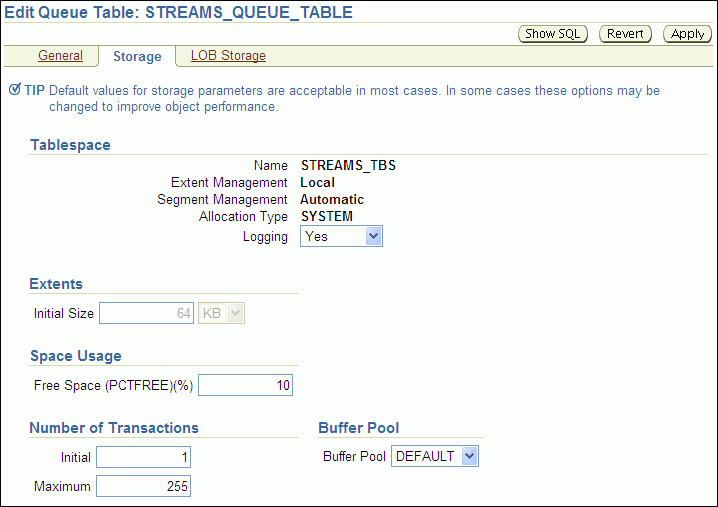 Edit Queue Table: STREAMS_QUEUE_TABLE
Show SQL Revert Apply
General Storage LOB Storage
TIP Default values for storage parameters are acceptable in most cases. In some cases these options may be
changed to improve object performance.
Tablespace
Name STREAMS_TBS
Extent Management Local
Segment Management Automatic
Allocation Type SYSTEM
Logging Yes
Extents
Initial Size 64 KB
Space Usage
Free Space (PCTFREE)(%) 10
Number of Transactions Buffer Pool
Initial 1 Buffer Pool DEFAULT
Maximum 255